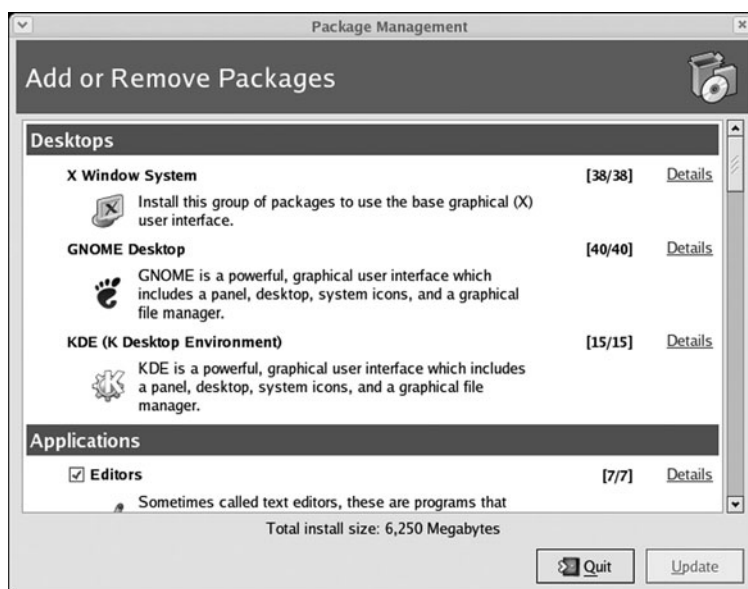 Package Management
Add or Remove Packages
Desktops
X Window System [38/38] Details
Install this group of packages to use the base graphical (X)
user interface.
GNOME Desktop [40/40] Details
GNOME is a powerful, graphical user interface which
includes a panel, desktop, system icons, and a graphical
file manager.
KDE (K Desktop Environment) [15/15] Details
KDE is a powerful, graphical user interface which includes
a panel, desktop, system icons, and a graphical file
manager.
Applications
Editors [7/7] Details
Sometimes called text editors, these are programs that
Total install size: 6,250 Megabytes
Quit Update